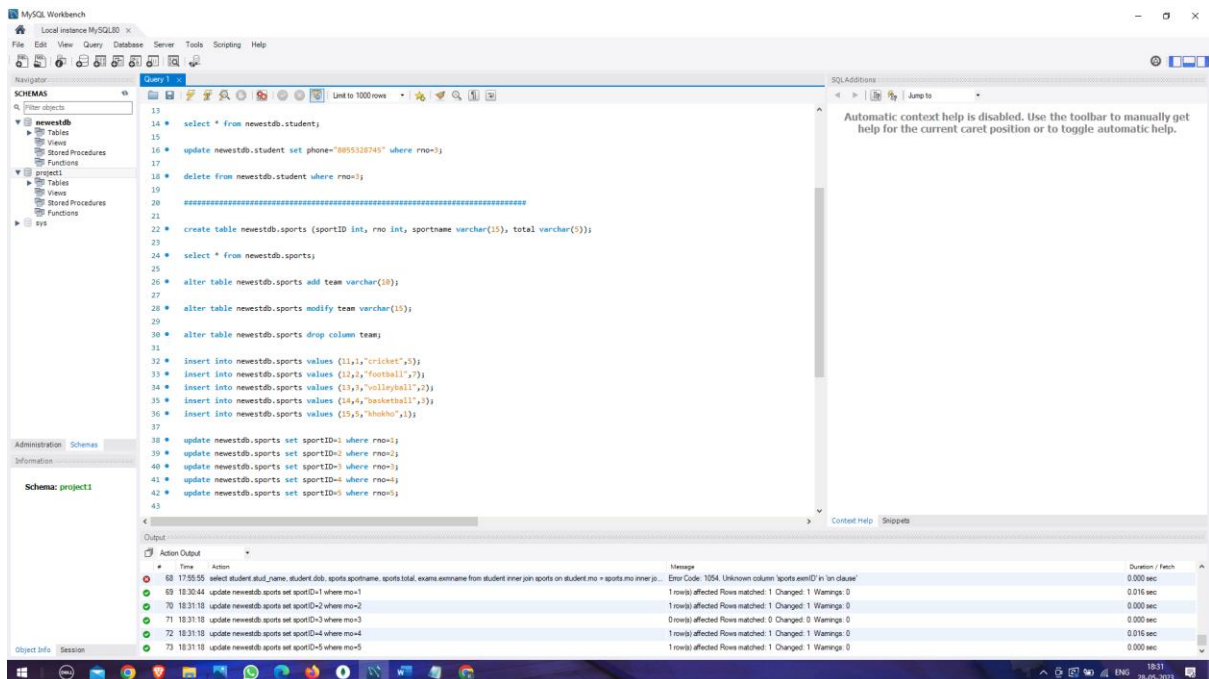 MySQL Workbench
Local instance MySQL80 ×
File Edit View Query Database Server Tools Scripting Help
Navigator
SCHEMAS
Filter objects
newestdb
Tables
Views
Stored Procedures
Functions
project1
Tables
Views
Stored Procedures
Functions
sys
Administration Schemas
Information
Schema: project1
Object Info Session
Query 1 ×
Limit to 1000 rows
13
14 select * from newestdb.student;
15
16 update newestdb.student set phone="8055328745" where rno=3;
17
18 delete from newestdb.student where rno=3;
19
20 ##############################################################################
21
22 create table newestdb.sports (sportID int, rno int, sportname varchar(15), total varchar(5));
23
24 select * from newestdb.sports;
25
26 alter table newestdb.sports add team varchar(10);
27
28 alter table newestdb.sports modify team varchar(15);
29
30 alter table newestdb.sports drop column team;
31
32 insert into newestdb.sports values (11,1,"cricket",5);
33 insert into newestdb.sports values (12,2,"football",7);
34 insert into newestdb.sports values (13,3,"volleyball",2);
35 insert into newestdb.sports values (14,4,"basketball",3);
36 insert into newestdb.sports values (15,5,"khokho",1);
37
38 update newestdb.sports set sportID=1 where rno=1;
39 update newestdb.sports set sportID=2 where rno=2;
40 update newestdb.sports set sportID=3 where rno=3;
41 update newestdb.sports set sportID=4 where rno=4;
42 update newestdb.sports set sportID=5 where rno=5;
43
SQLAdditions
Jump to
Automatic context help is disabled. Use the toolbar to manually get
help for the current caret position or to toggle automatic help.
Context Help Snippets
Output
Action Output
# Time Action Message Duration / Fetch
68 17:55:55 select student.stud_name, student.dob, sports.sportname, sports.total, exams.exmname from student inner join sports on student.rno = sports.rno inner jo... Error Code: 1054. Unknown column 'sports.exmID' in 'on clause' 0.000 sec
69 18:30:44 update newestdb.sports set sportID=1 where rno=1 1 row(s) affected Rows matched: 1 Changed: 1 Warnings: 0 0.016 sec
70 18:31:18 update newestdb.sports set sportID=2 where rno=2 1 row(s) affected Rows matched: 1 Changed: 1 Warnings: 0 0.000 sec
71 18:31:18 update newestdb.sports set sportID=3 where rno=3 0 row(s) affected Rows matched: 0 Changed: 0 Warnings: 0 0.000 sec
72 18:31:18 update newestdb.sports set sportID=4 where rno=4 1 row(s) affected Rows matched: 1 Changed: 1 Warnings: 0 0.016 sec
73 18:31:18 update newestdb.sports set sportID=5 where rno=5 1 row(s) affected Rows matched: 1 Changed: 1 Warnings: 0 0.000 sec
DELL
ENG
18:31
28-05-2023